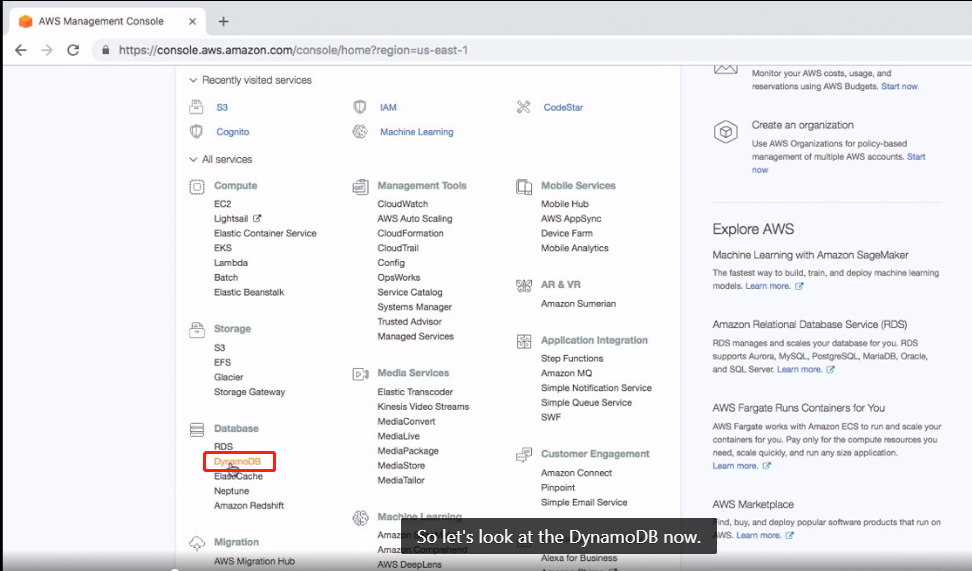 AWS Management Console
https://console.aws.amazon.com/console/home?region=us-east-1
Recently visited services
S3
IAM
CodeStar
Cognito
Machine Learning
All services
Compute
EC2
Lightsail
Elastic Container Service
EKS
Lambda
Batch
Elastic Beanstalk
Storage
S3
EFS
Glacier
Storage Gateway
Database
RDS
DynamoDB
ElastiCache
Neptune
Amazon Redshift
Migration
AWS Migration Hub
Management Tools
CloudWatch
AWS Auto Scaling
CloudFormation
CloudTrail
Config
OpsWorks
Service Catalog
Systems Manager
Trusted Advisor
Managed Services
Media Services
Elastic Transcoder
Kinesis Video Streams
MediaConvert
MediaLive
MediaPackage
MediaStore
MediaTailor
Machine Learning
Amazon
Amazon Comprehend
AWS DeepLens
Mobile Services
Mobile Hub
AWS AppSync
Device Farm
Mobile Analytics
AR & VR
Amazon Sumerian
Application Integration
Step Functions
Amazon MQ
Simple Notification Service
Simple Queue Service
SWF
Customer Engagement
Amazon Connect
Pinpoint
Simple Email Service
Alexa for Business
Monitor your AWS costs, usage, and
reservations using AWS Budgets. Start now
Create an organization
Use AWS Organizations for policy-based
management of multiple AWS accounts. Start
now
Explore AWS
Machine Learning with Amazon SageMaker
The fastest way to build, train, and deploy machine learning
models. Learn more.
Amazon Relational Database Service (RDS)
RDS manages and scales your database for you. RDS
supports Aurora, MySQL, PostgreSQL, MariaDB, Oracle,
and SQL Server. Learn more.
AWS Fargate Runs Containers for You
AWS Fargate works with Amazon ECS to run and scale your
containers for you. Pay only for the compute resources you
need, scale quickly, and run any size application.
Learn more.
AWS Marketplace
Find, buy, and deploy popular software products that run on
AWS. Learn more.
So let's look at the DynamoDB now.